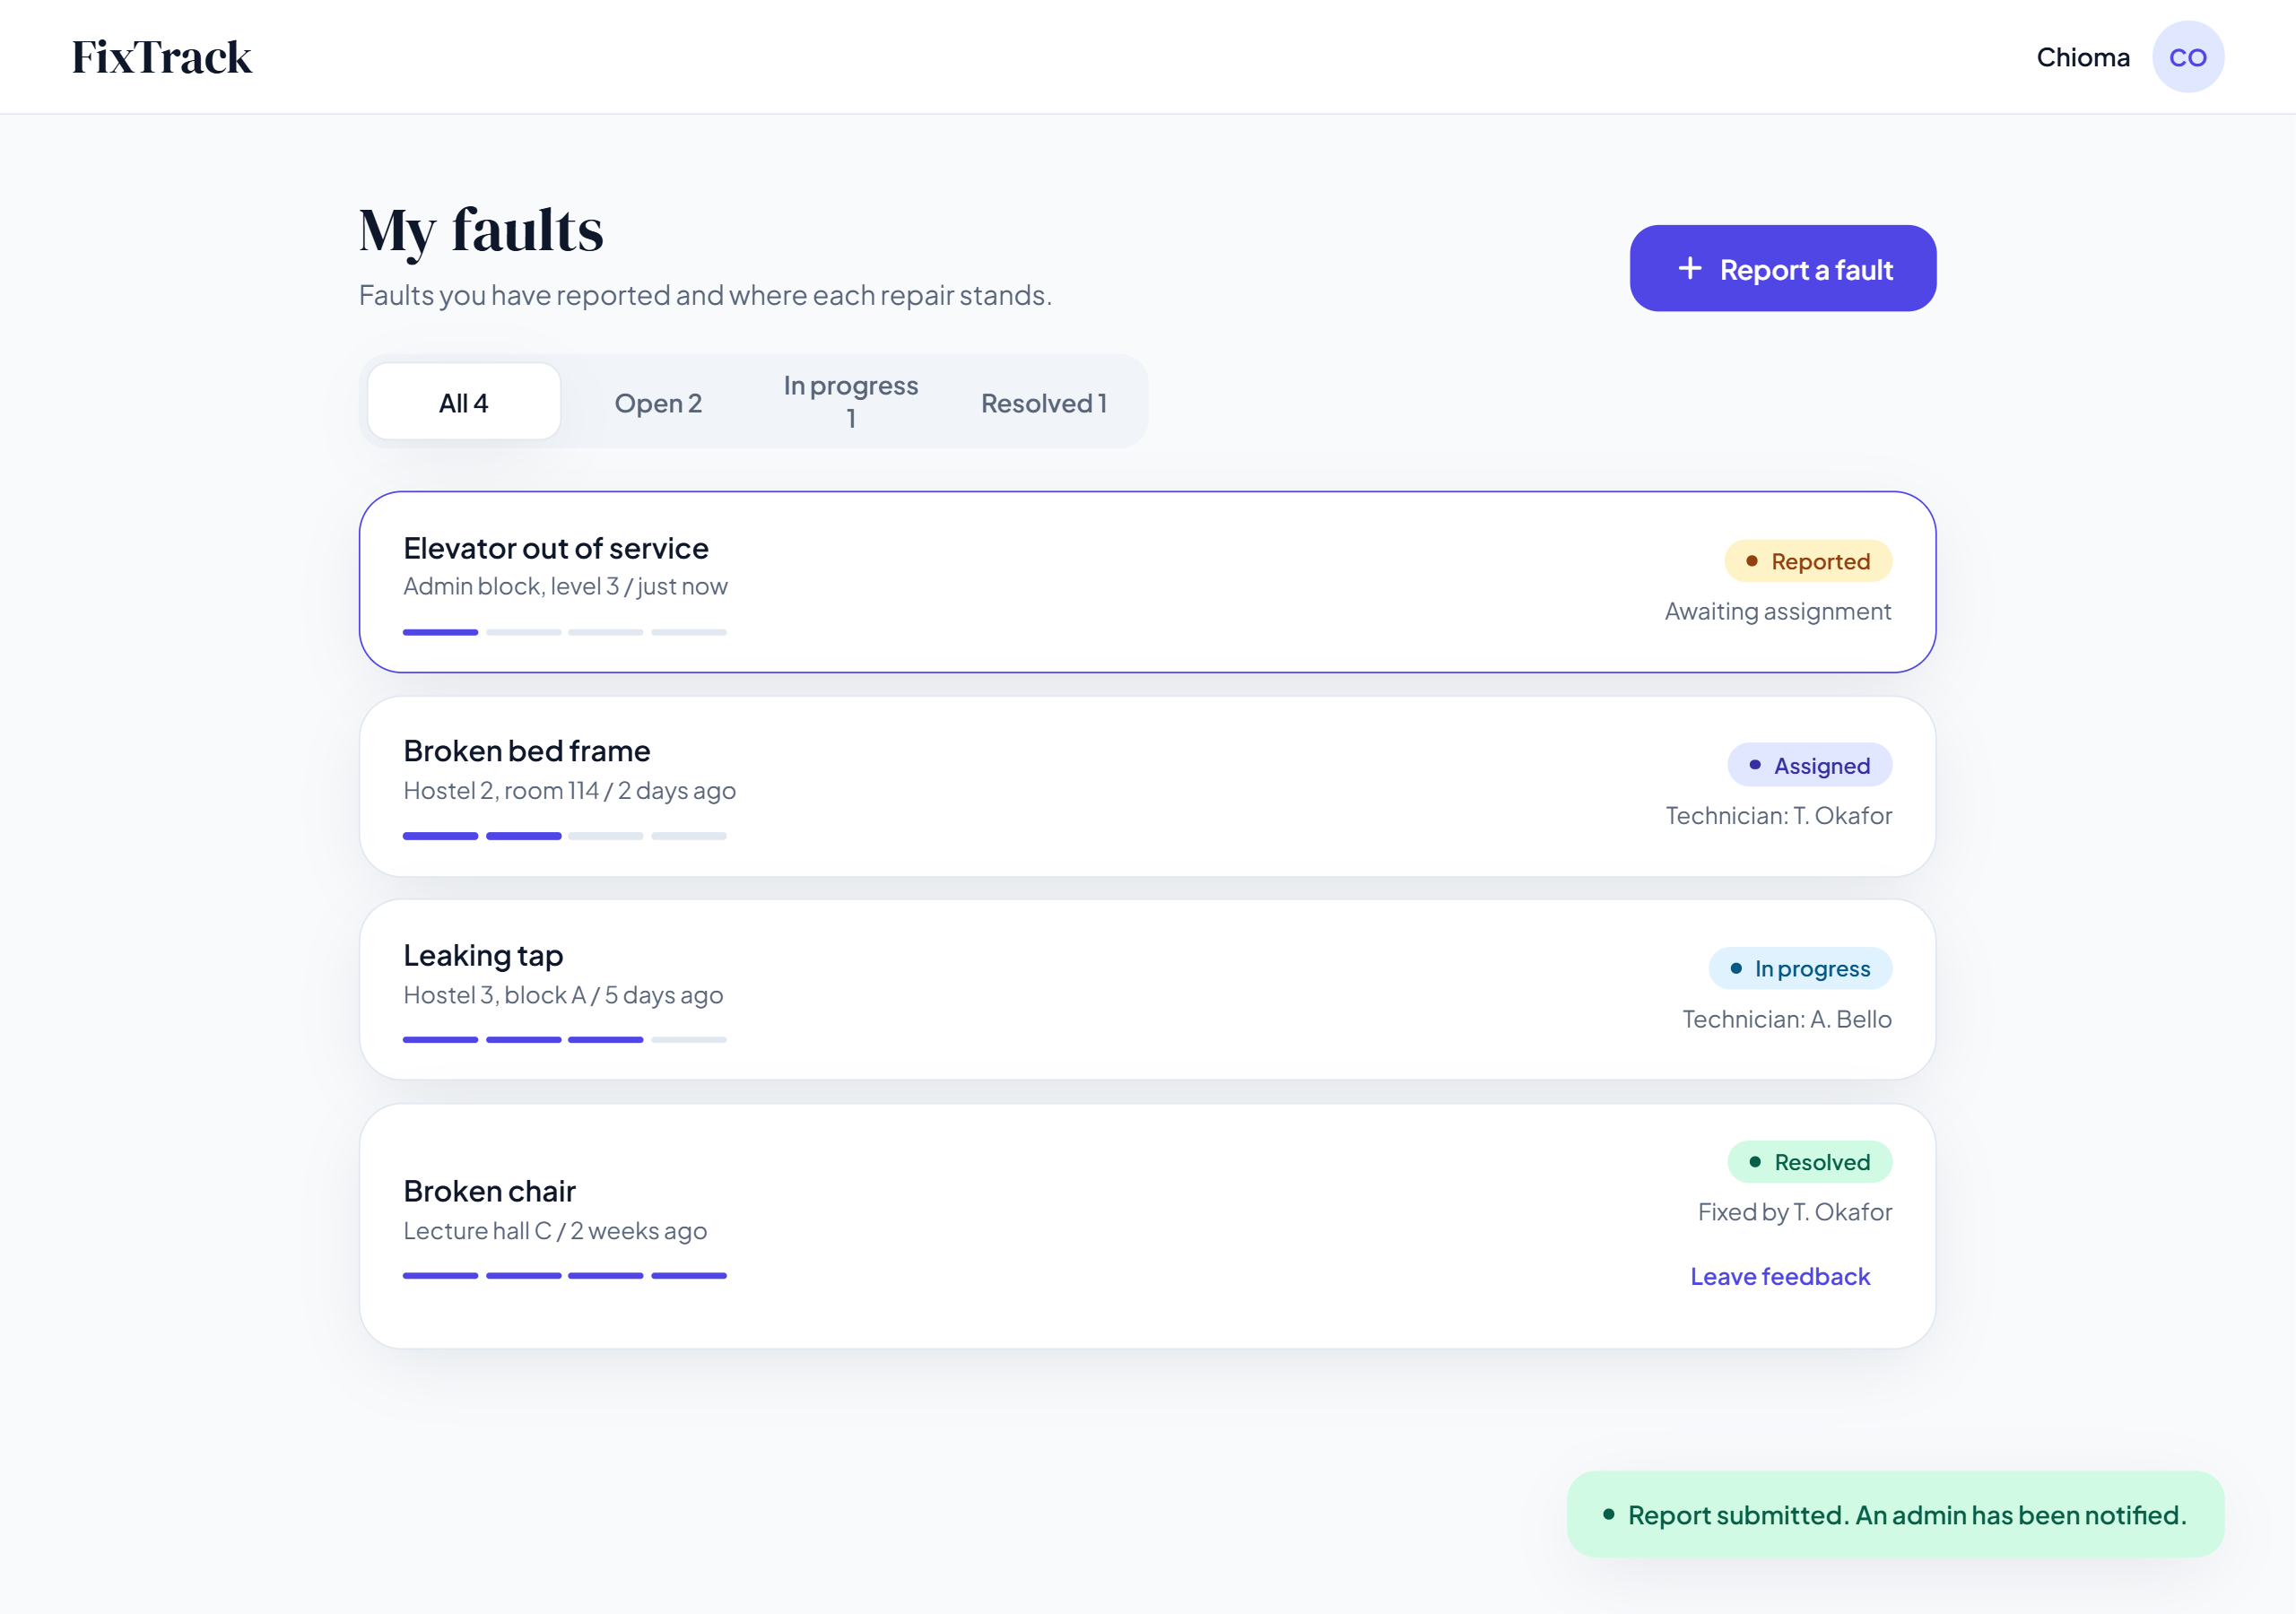 FixTrack
Chioma
CO
My faults
Faults you have reported and where each repair stands.
+ Report a fault
All 4
Open 2
In progress
1
Resolved 1
Elevator out of service
Admin block, level 3 / just now
Reported
Awaiting assignment
Broken bed frame
Hostel 2, room 114 / 2 days ago
Assigned
Technician: T. Okafor
Leaking tap
Hostel 3, block A / 5 days ago
In progress
Technician: A. Bello
Broken chair
Lecture hall C / 2 weeks ago
Resolved
Fixed by T. Okafor
Leave feedback
Report submitted. An admin has been notified.